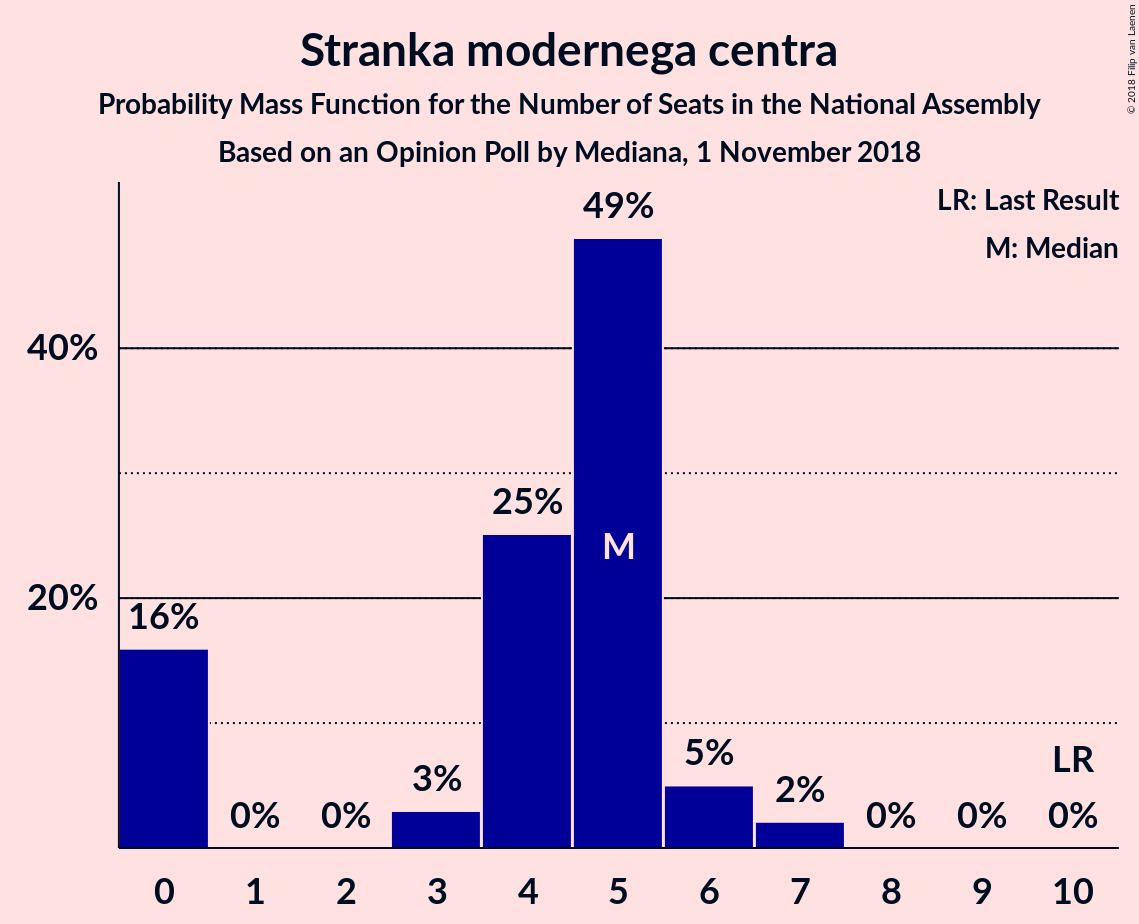 Stranka modernega centra
Probability Mass Function for the Number of Seats in the National Assembly
Based on an Opinion Poll by Mediana, 1 November 2018
© 2018 Filip van Laenen
LR: Last Result
M: Median
40%
20%
16%
0%
0%
3%
25%
49%
M
5%
2%
0%
0%
LR
0%
0 1 2 3 4 5 6 7 8 9 10